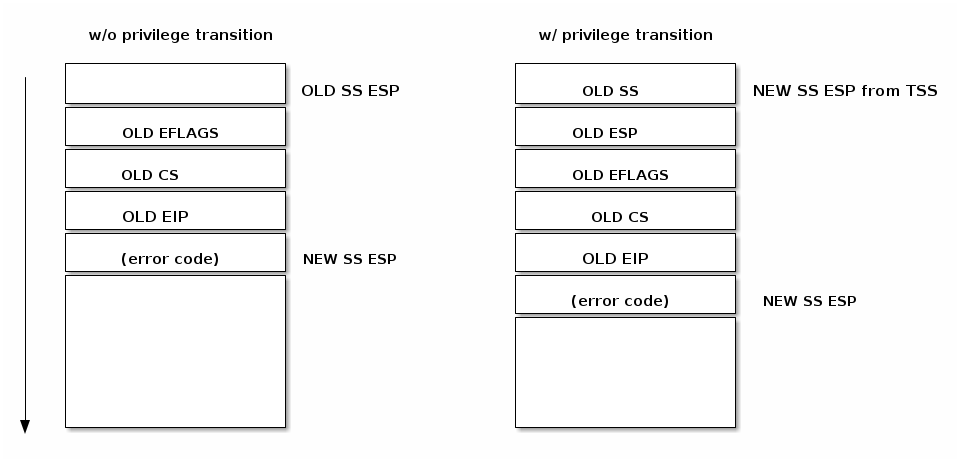 w/o privilege transition
OLD SS ESP
OLD EFLAGS
OLD CS
OLD EIP
(error code)
NEW SS ESP
w/ privilege transition
OLD SS
NEW SS ESP from TSS
OLD ESP
OLD EFLAGS
OLD CS
OLD EIP
(error code)
NEW SS ESP